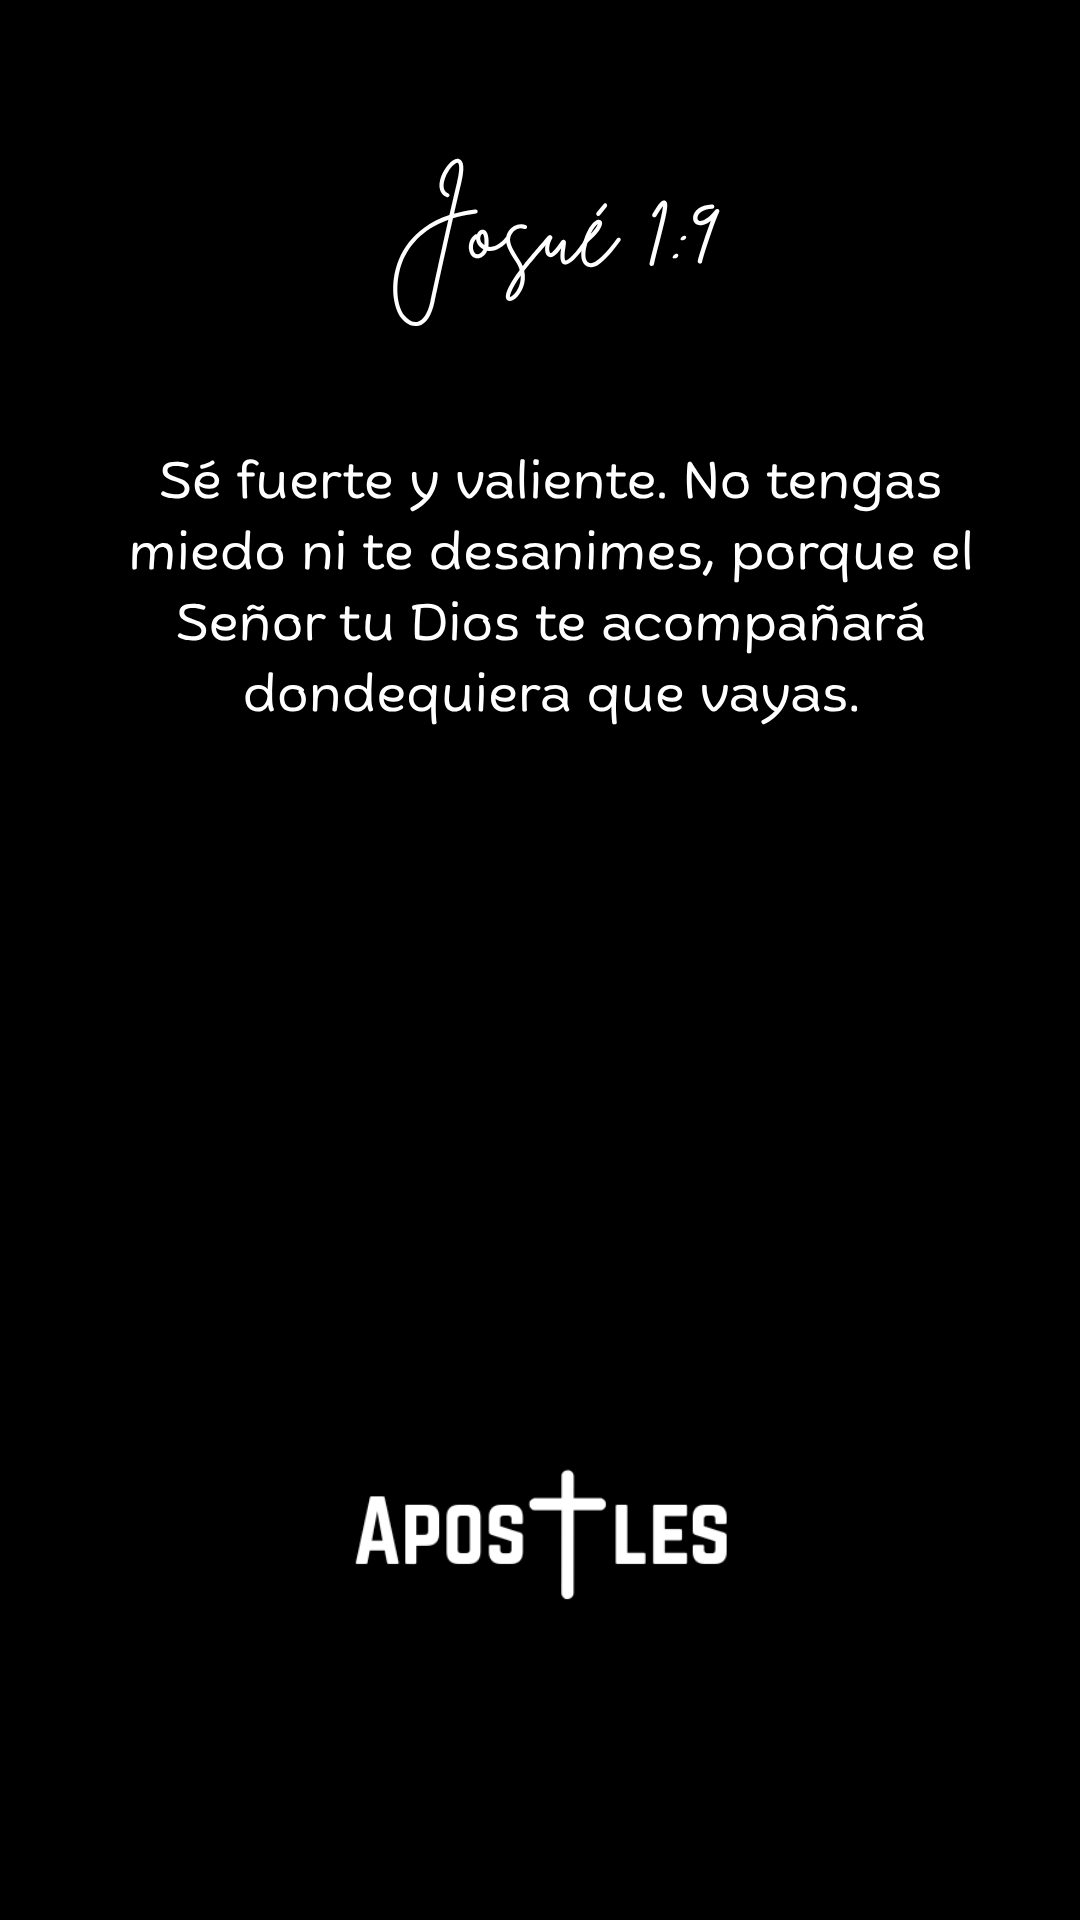 Josué 1:9
Sé fuerte y valiente. No tengas
miedo ni te desanimes, porque el
Señor tu Dios te acompañará
dondequiera que vayas.
APOSTLES